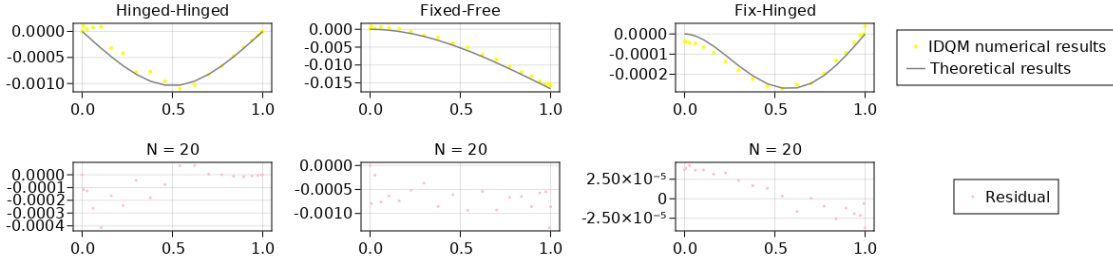 Hinged-Hinged
Fixed-Free
Fix-Hinged
0.0000
-0.0005
-0.0010
0.0 0.5 1.0
0.000
-0.005
-0.010
-0.015
0.0 0.5 1.0
0.0000
-0.0001
-0.0002
0.0 0.5 1.0
IDQM numerical results
Theoretical results
N = 20
N = 20
N = 20
0.0000
-0.0001
-0.0002
-0.0003
-0.0004
0.0 0.5 1.0
0.0000
-0.0005
-0.0010
0.0 0.5 1.0
2.50×10⁻⁵
0
-2.50×10⁻⁵
0.0 0.5 1.0
Residual